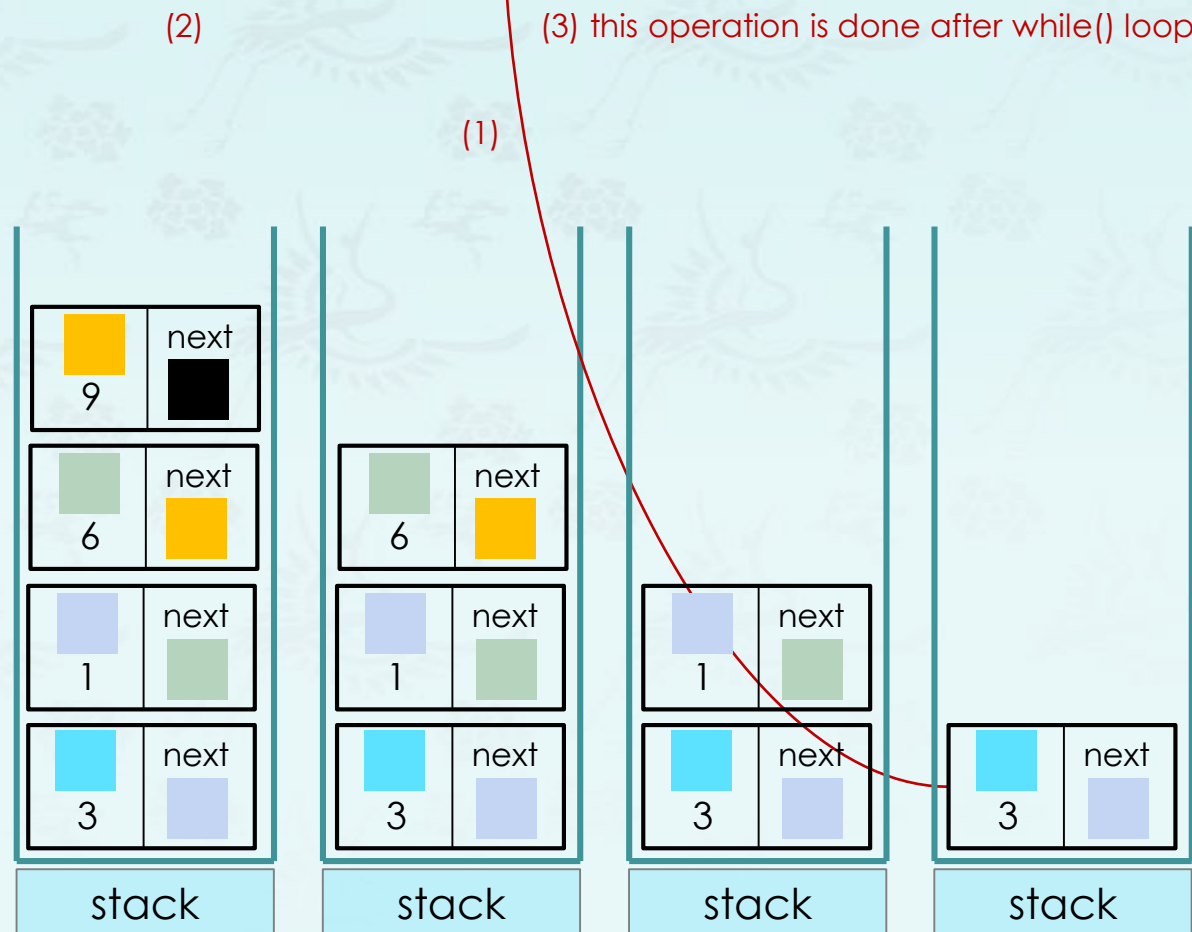 (2)
(3) this operation is done after while() loop
(1)
9 next
6 next
1 next
3 next
stack
6 next
1 next
3 next
stack
1 next
3 next
stack
3 next
stack